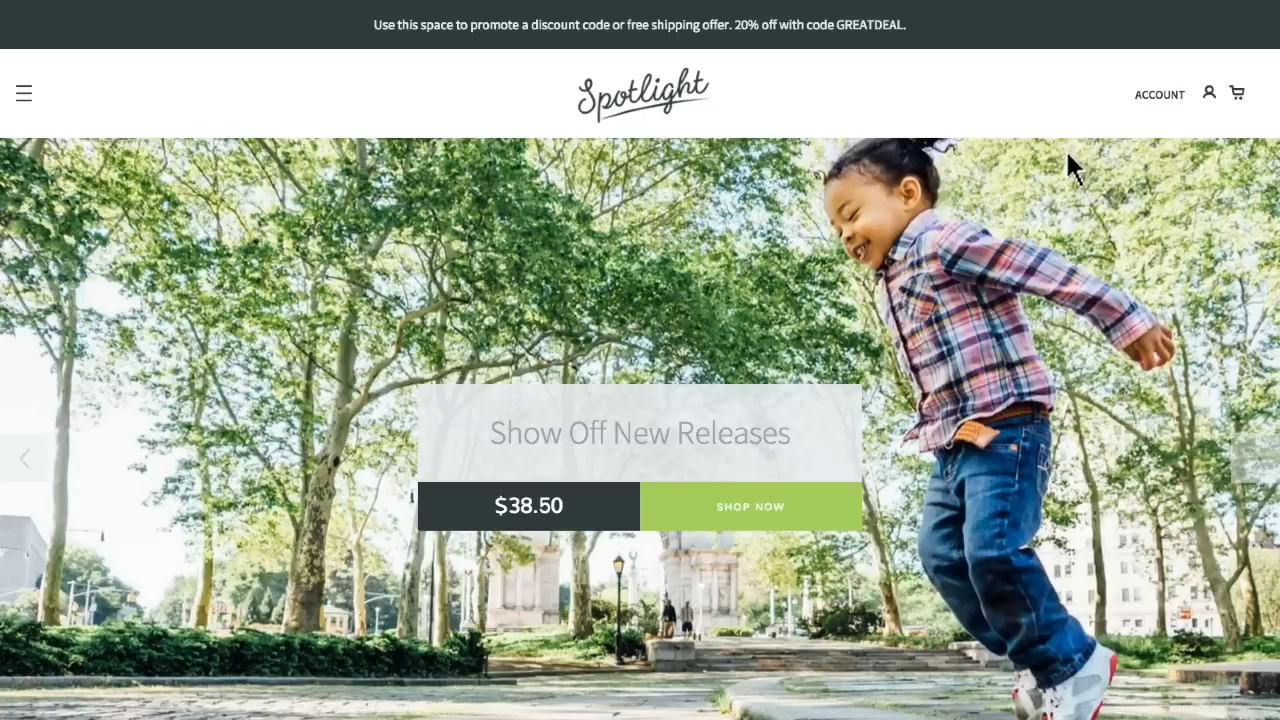 Use this space to promote a discount code or free shipping offer. 20% off with code GREATDEAL.
Spotlight
ACCOUNT
Show Off New Releases
$38.50
SHOP NOW